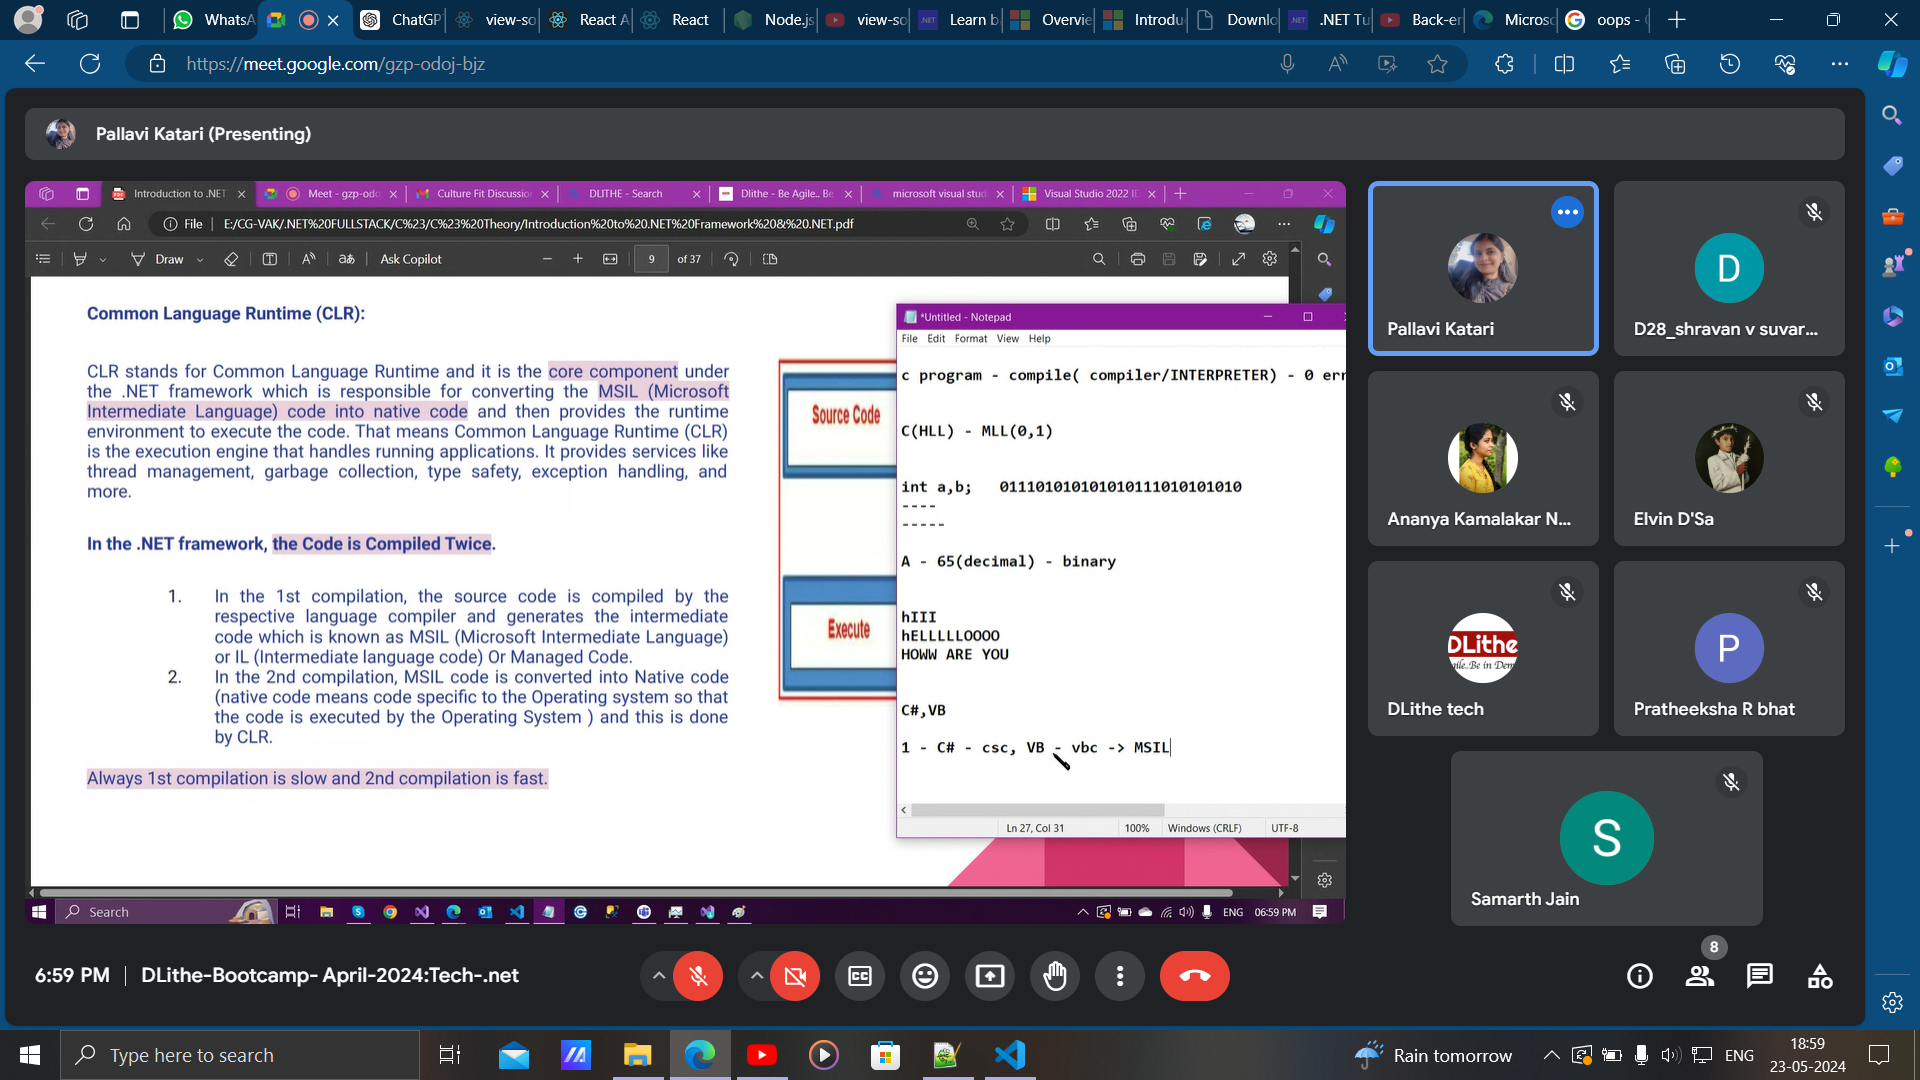 WhatsA
ChatGP
view-so
React A
React
Node.js
view-so
Learn b
Overvie
Introdu
Downlo
.NET Tu
Back-er
Microso
oops -
https://meet.google.com/gzp-odoj-bjz
Pallavi Katari (Presenting)
Introduction to .NET
Meet - gzp-odo
Culture Fit Discussio
DLITHE - Search
Dlithe - Be Agile.. Be
microsoft visual stud
Visual Studio 2022 I
File
E:/CG-VAK/.NET%20FULLSTACK/C%23/C%23%20Theory/Introduction%20to%20.NET%20Framework%20&%20.NET.pdf
Draw
Ask Copilot
9 of 37
Common Language Runtime (CLR):
CLR stands for Common Language Runtime and it is the core component under
the .NET framework which is responsible for converting the MSIL (Microsoft
Intermediate Language) code into native code and then provides the runtime
environment to execute the code. That means Common Language Runtime (CLR)
is the execution engine that handles running applications. It provides services like
thread management, garbage collection, type safety, exception handling, and
more.
In the .NET framework, the Code is Compiled Twice.
1. In the 1st compilation, the source code is compiled by the
respective language compiler and generates the intermediate
code which is known as MSIL (Microsoft Intermediate Language)
or IL (Intermediate language code) Or Managed Code.
2. In the 2nd compilation, MSIL code is converted into Native code
(native code means code specific to the Operating system so that
the code is executed by the Operating System ) and this is done
by CLR.
Always 1st compilation is slow and 2nd compilation is fast.
Source Code
Execute
*Untitled - Notepad
File Edit Format View Help
c program - compile( compiler/INTERPRETER) - 0 err
C(HLL) - MLL(0,1)
int a,b; 011101010101010111010101010
----
-----
A - 65(decimal) - binary
hIII
hELLLLLOOOO
HOWW ARE YOU
C#,VB
1 - C# - csc, VB - vbc -> MSIL
Ln 27, Col 31
100%
Windows (CRLF)
UTF-8
Search
ENG
06:59 PM
Pallavi Katari
D
D28_shravan v suvar...
Ananya Kamalakar N...
Elvin D'Sa
DLithe
DLithe tech
P
Pratheeksha R bhat
S
Samarth Jain
6:59 PM
DLithe-Bootcamp- April-2024:Tech-.net
8
Type here to search
Rain tomorrow
ENG
18:59
23-05-2024